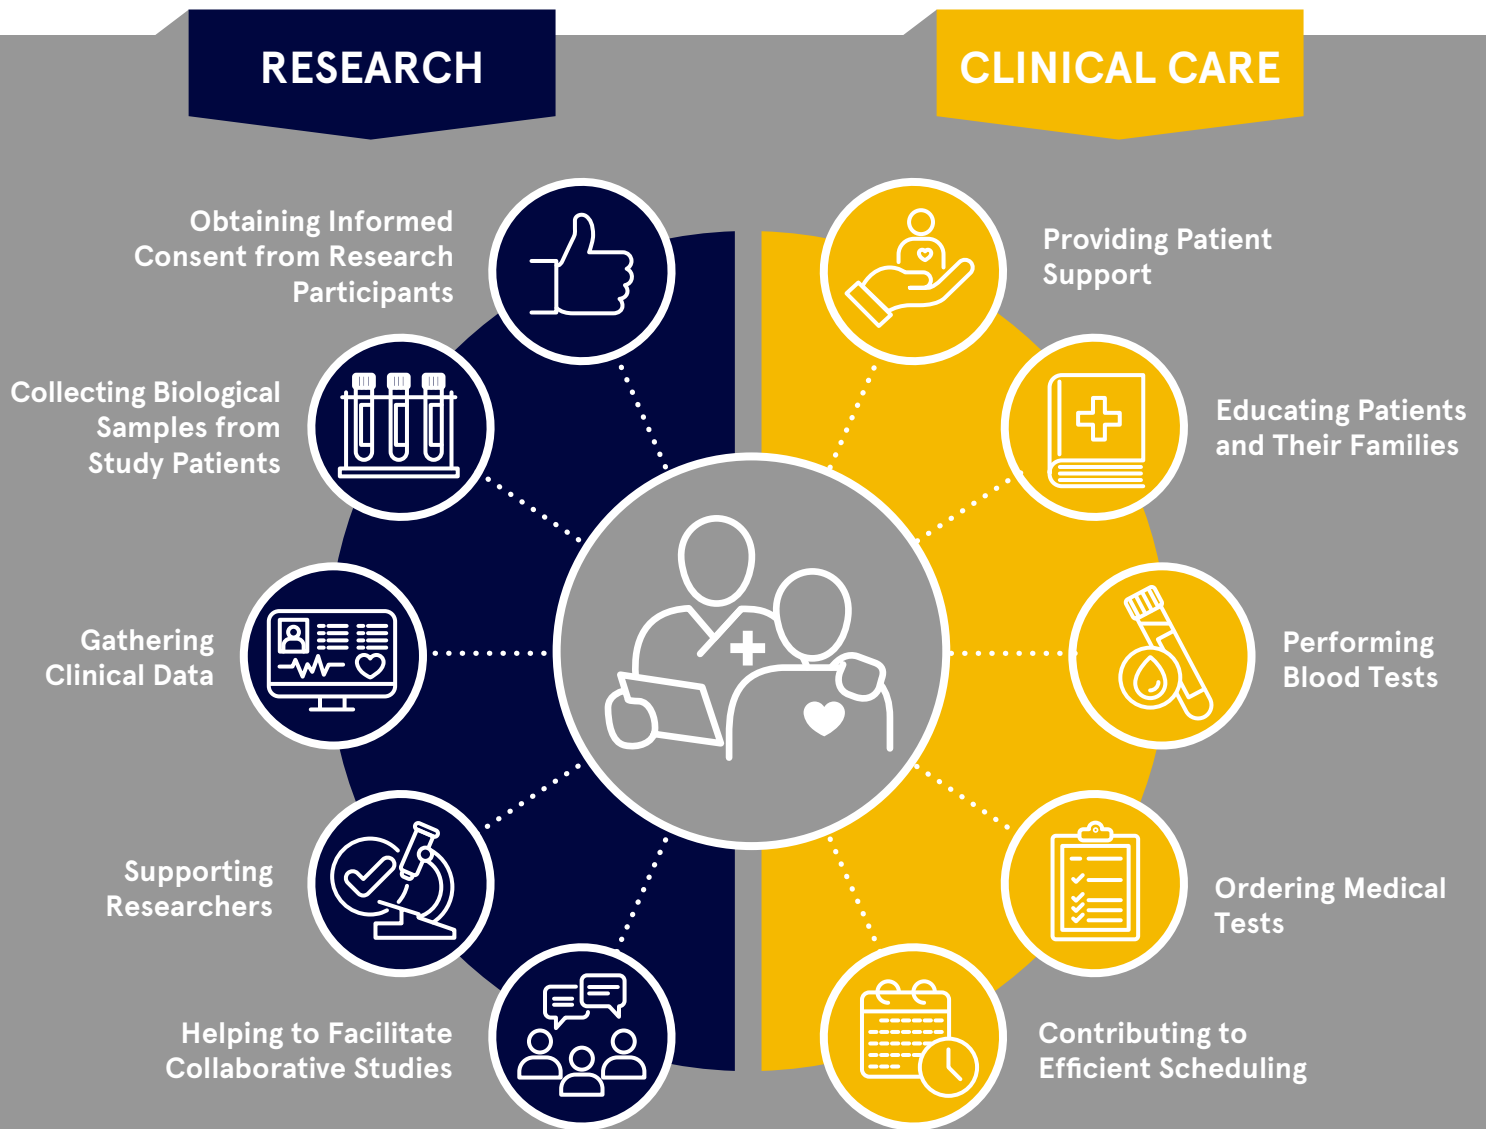 RESEARCH
Obtaining Informed
Consent from Research
Participants
Collecting Biological
Samples from
Study Patients
Gathering
Clinical Data
Supporting
Researchers
Helping to Facilitate
Collaborative Studies
CLINICAL CARE
Providing Patient
Support
Educating Patients
and Their Families
Performing
Blood Tests
Ordering Medical
Tests
Contributing to
Efficient Scheduling